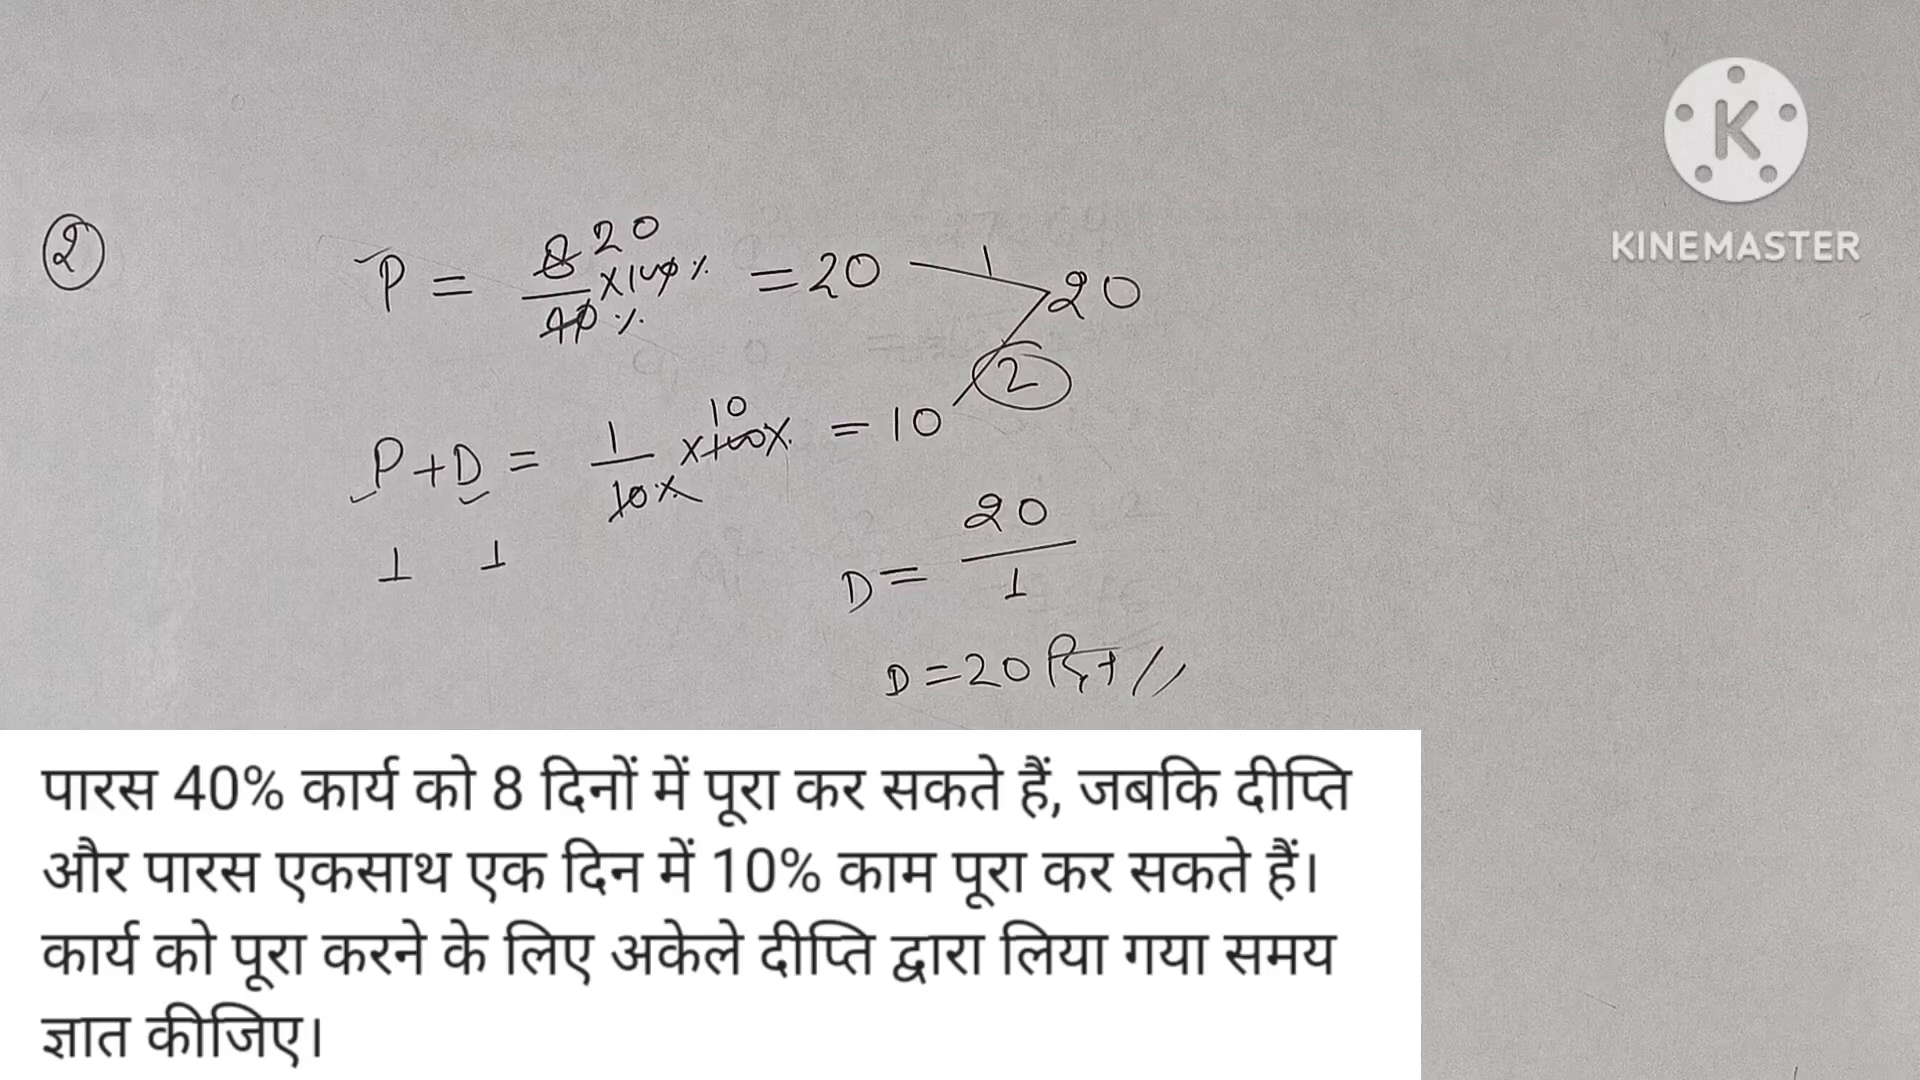 K
KINEMASTER
2
P = 8/40% × 100% = 20
20
1
20
2
P+D = 1/10% × 100% = 10
10
1 1
D = 20/1
D = 20 दिन //
पारस 40% कार्य को 8 दिनों में पूरा कर सकते हैं, जबकि दीप्ति
और पारस एकसाथ एक दिन में 10% काम पूरा कर सकते हैं।
कार्य को पूरा करने के लिए अकेले दीप्ति द्वारा लिया गया समय
ज्ञात कीजिए।